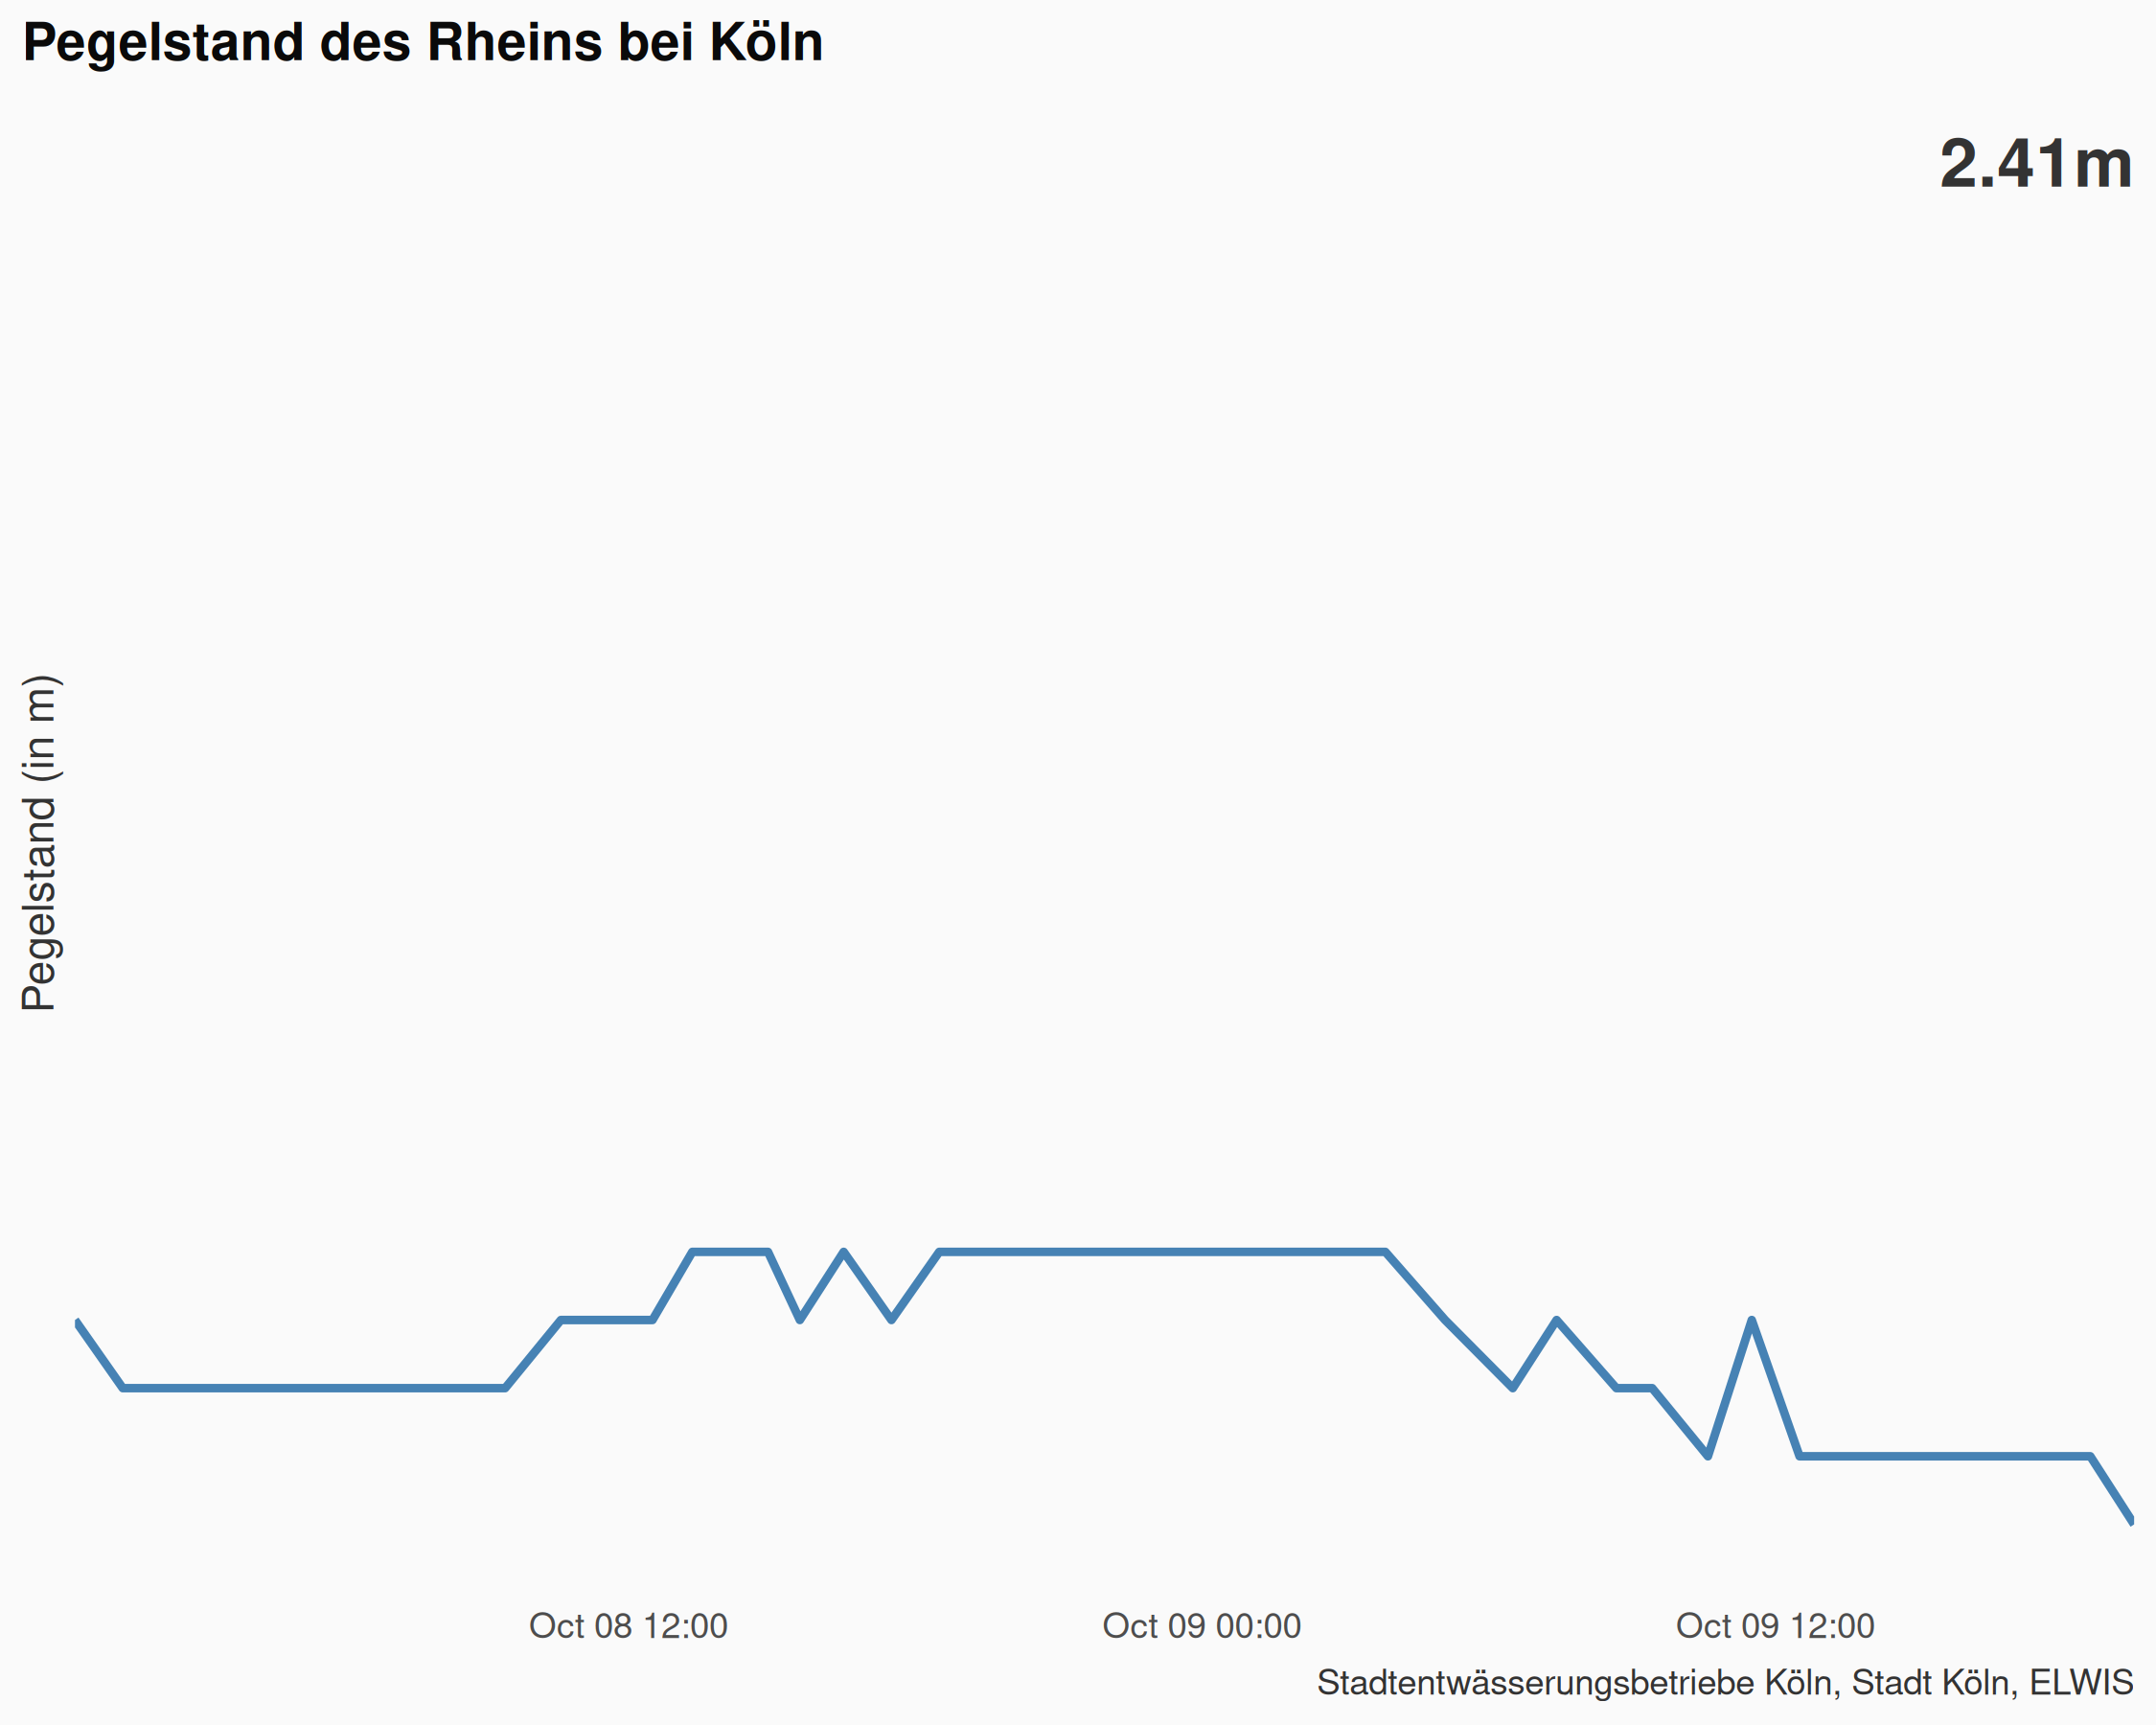 Pegelstand des Rheins bei Köln
2.41m
Pegelstand (in m)
Oct 08 12:00
Oct 09 00:00
Oct 09 12:00
Stadtentwässerungsbetriebe Köln, Stadt Köln, ELWIS